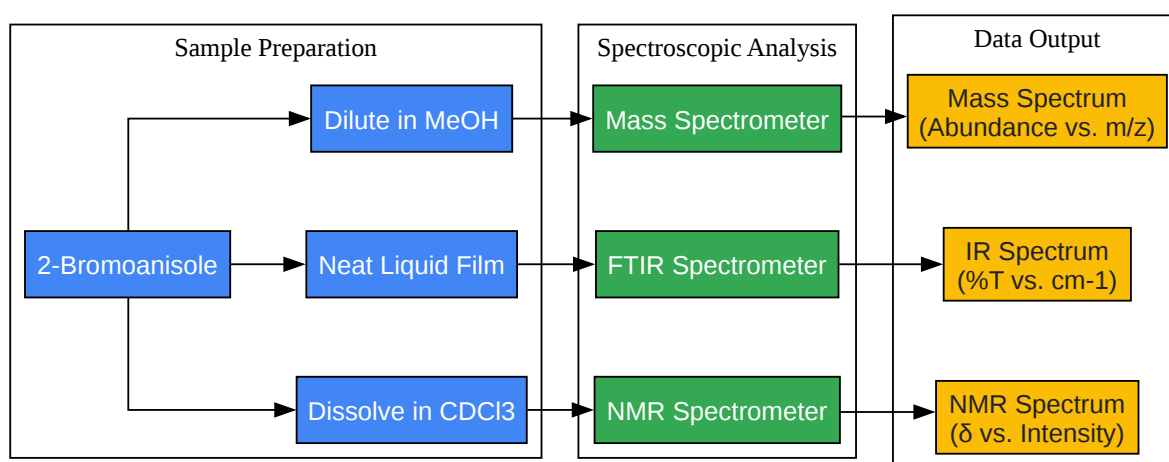 Sample Preparation
Spectroscopic Analysis
Data Output
Dilute in MeOH
Mass Spectrometer
Mass Spectrum
(Abundance vs. m/z)
2-Bromoanisole
Neat Liquid Film
FTIR Spectrometer
IR Spectrum
(%T vs. cm-1)
Dissolve in CDCl3
NMR Spectrometer
NMR Spectrum
(δ vs. Intensity)